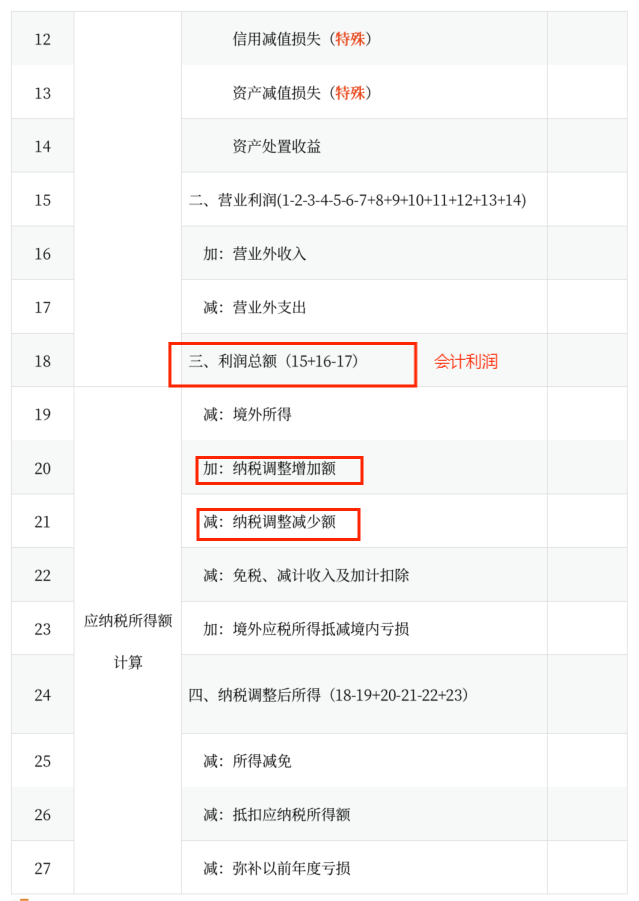 12 信用减值损失（特殊）
13 资产减值损失（特殊）
14 资产处置收益
15 二、营业利润(1-2-3-4-5-6-7+8+9+10+11+12+13+14)
16 加：营业外收入
17 减：营业外支出
18 三、利润总额（15+16-17） 会计利润
19 减：境外所得
20 加：纳税调整增加额
21 减：纳税调整减少额
22 减：免税、减计收入及加计扣除
应纳税所得额
23 加：境外应税所得抵减境内亏损
计算
24 四、纳税调整后所得（18-19+20-21-22+23）
25 减：所得减免
26 减：抵扣应纳税所得额
27 减：弥补以前年度亏损